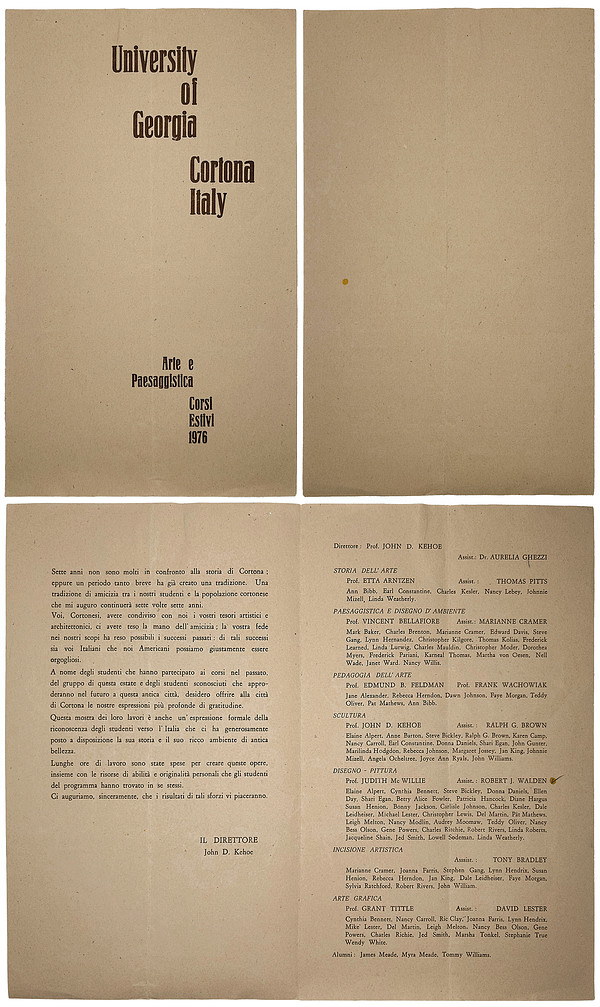 University
of
Georgia
Cortona
Italy
Arte e
Paesaggistica
Corsi
Estivi
1976
Sette anni non sono molti in confronto alla storia di Cortona;
eppure un periodo tanto breve ha già creato una tradizione. Una
tradizione di amicizia tra i nostri studenti e la popolazione cortonese
che mi auguro continuerà sette volte sette anni.
Voi, Cortonesi, avete condiviso con noi i vostri tesori artistici e
architettonici, ci avete teso la mano dell'amicizia; la vostra fede
nei nostri scopi ha reso possibili i successi passati: di tali successi
sia voi Italiani che noi Americani possiamo giustamente essere
orgogliosi.
A nome degli studenti che hanno partecipato ai corsi nel passato,
del gruppo di questa estate e degli studenti sconosciuti che appro-
deranno nel futuro a questa antica città, desidero offrire alla città
di Cortona le nostre espressioni più profonde di gratitudine.
Questa mostra dei loro lavori è anche un'espressione formale della
riconoscenza degli studenti verso l'Italia che ci ha generosamente
posto a disposizione la sua storia e il suo ricco ambiente di antica
bellezza.
Lunghe ore di lavoro sono state spese per creare queste opere,
insieme con le risorse di abilità e originalità personali che gli studenti
del programma hanno trovato in se stessi.
Ci auguriamo, sinceramente, che i risultati di tali sforzi vi piaceranno.
IL DIRETTORE
John D. Kehoe
Direttore: Prof. JOHN D. KEHOE
Assist.: Dr. AURELIA GHEZZI
STORIA DELL'ARTE
Prof. ETTA ARNTZEN Assist.: THOMAS PITTS
Ann Bibb, Earl Constantine, Charles Kesler, Nancy Lebey, Johnnie
Mizell, Linda Weatherly.
PAESAGGISTICA E DISEGNO D'AMBIENTE
Prof. VINCENT BELLAFIORE Assist.: MARIANNE CRAMER
Mark Baker, Charles Brenton, Marianne Cramer, Edward Davis, Steve
Gang, Lynn Hernandez, Christopher Kilgore, Thomas Kolias, Frederick
Learned, Linda Lurwig, Charles Mauldin, Christopher Moder, Dorothea
Myers, Frederick Pariani, Karneal Thomas, Martha von Oesen, Nell
Wade, Janet Ward, Nancy Willis.
PEDAGOGIA DELL'ARTE
Prof. EDMUND B. FELDMAN Prof. FRANK WACHOWIAK
Jane Alexander, Rebecca Herndon, Dawn Johnson, Faye Morgan, Teddy
Oliver, Pat Mathews, Ann Bibb.
SCULTURA
Prof. JOHN D. KEHOE Assist.: RALPH G. BROWN
Elaine Alpert, Anne Barton, Steve Bickley, Ralph G. Brown, Karen Camp,
Nancy Carroll, Earl Constantine, Donna Daniels, Shari Egan, John Gunter,
Marilinda Hodgdon, Rebecca Johnson, Margaret Jossey, Jan King, Johnnie
Mizell, Angela Ocheltree, Joyce Ann Ryals, John Williams.
DISEGNO - PITTURA
Prof. JUDITH Mc WILLIE Assist.: ROBERT J. WALDEN
Elaine Alpert, Cynthia Bennett, Steve Bickley, Donna Daniels, Ellen
Day, Shari Egan, Betty Alice Fowler, Patricia Hancock, Diane Hargus
Susan Henion, Bonny Jackson, Carlisle Johnson, Charles Kesler, Dale
Leidheiser, Michael Lester, Christopher Lewis, Del Martin, Pat Mathews,
Leigh Melton, Nancy Modlin, Audrey Moomaw, Teddy Oliver, Nancy
Bess Olson, Gene Powers, Charles Ritchie, Robert Rivers, Linda Roberts,
Jacqueline Shain, Jed Smith, Lowell Sodeman, Linda Weatherly.
INCISIONE ARTISTICA
Assist.: TONY BRADLEY
Marianne Cramer, Joanna Farris, Stephen Gang, Lynn Hendrix, Susan
Henion, Rebecca Herndon, Jan King, Dale Leidheiser, Faye Morgan,
Sylvia Ratchford, Robert Rivers, John William.
ARTE GRAFICA
Prof. GRANT TITTLE Assist.: DAVID LESTER
Cynthia Bennett, Nancy Carroll, Ric Clay, Joanna Farris, Lynn Hendrix,
Mike Lester, Del Martin, Leigh Melton, Nancy Bess Olson, Gene
Powers, Charles Richie, Jed Smith, Marsha Tonkel, Stephanie True
Wendy White.
Alumni: James Meade, Myra Meade, Tommy Williams.